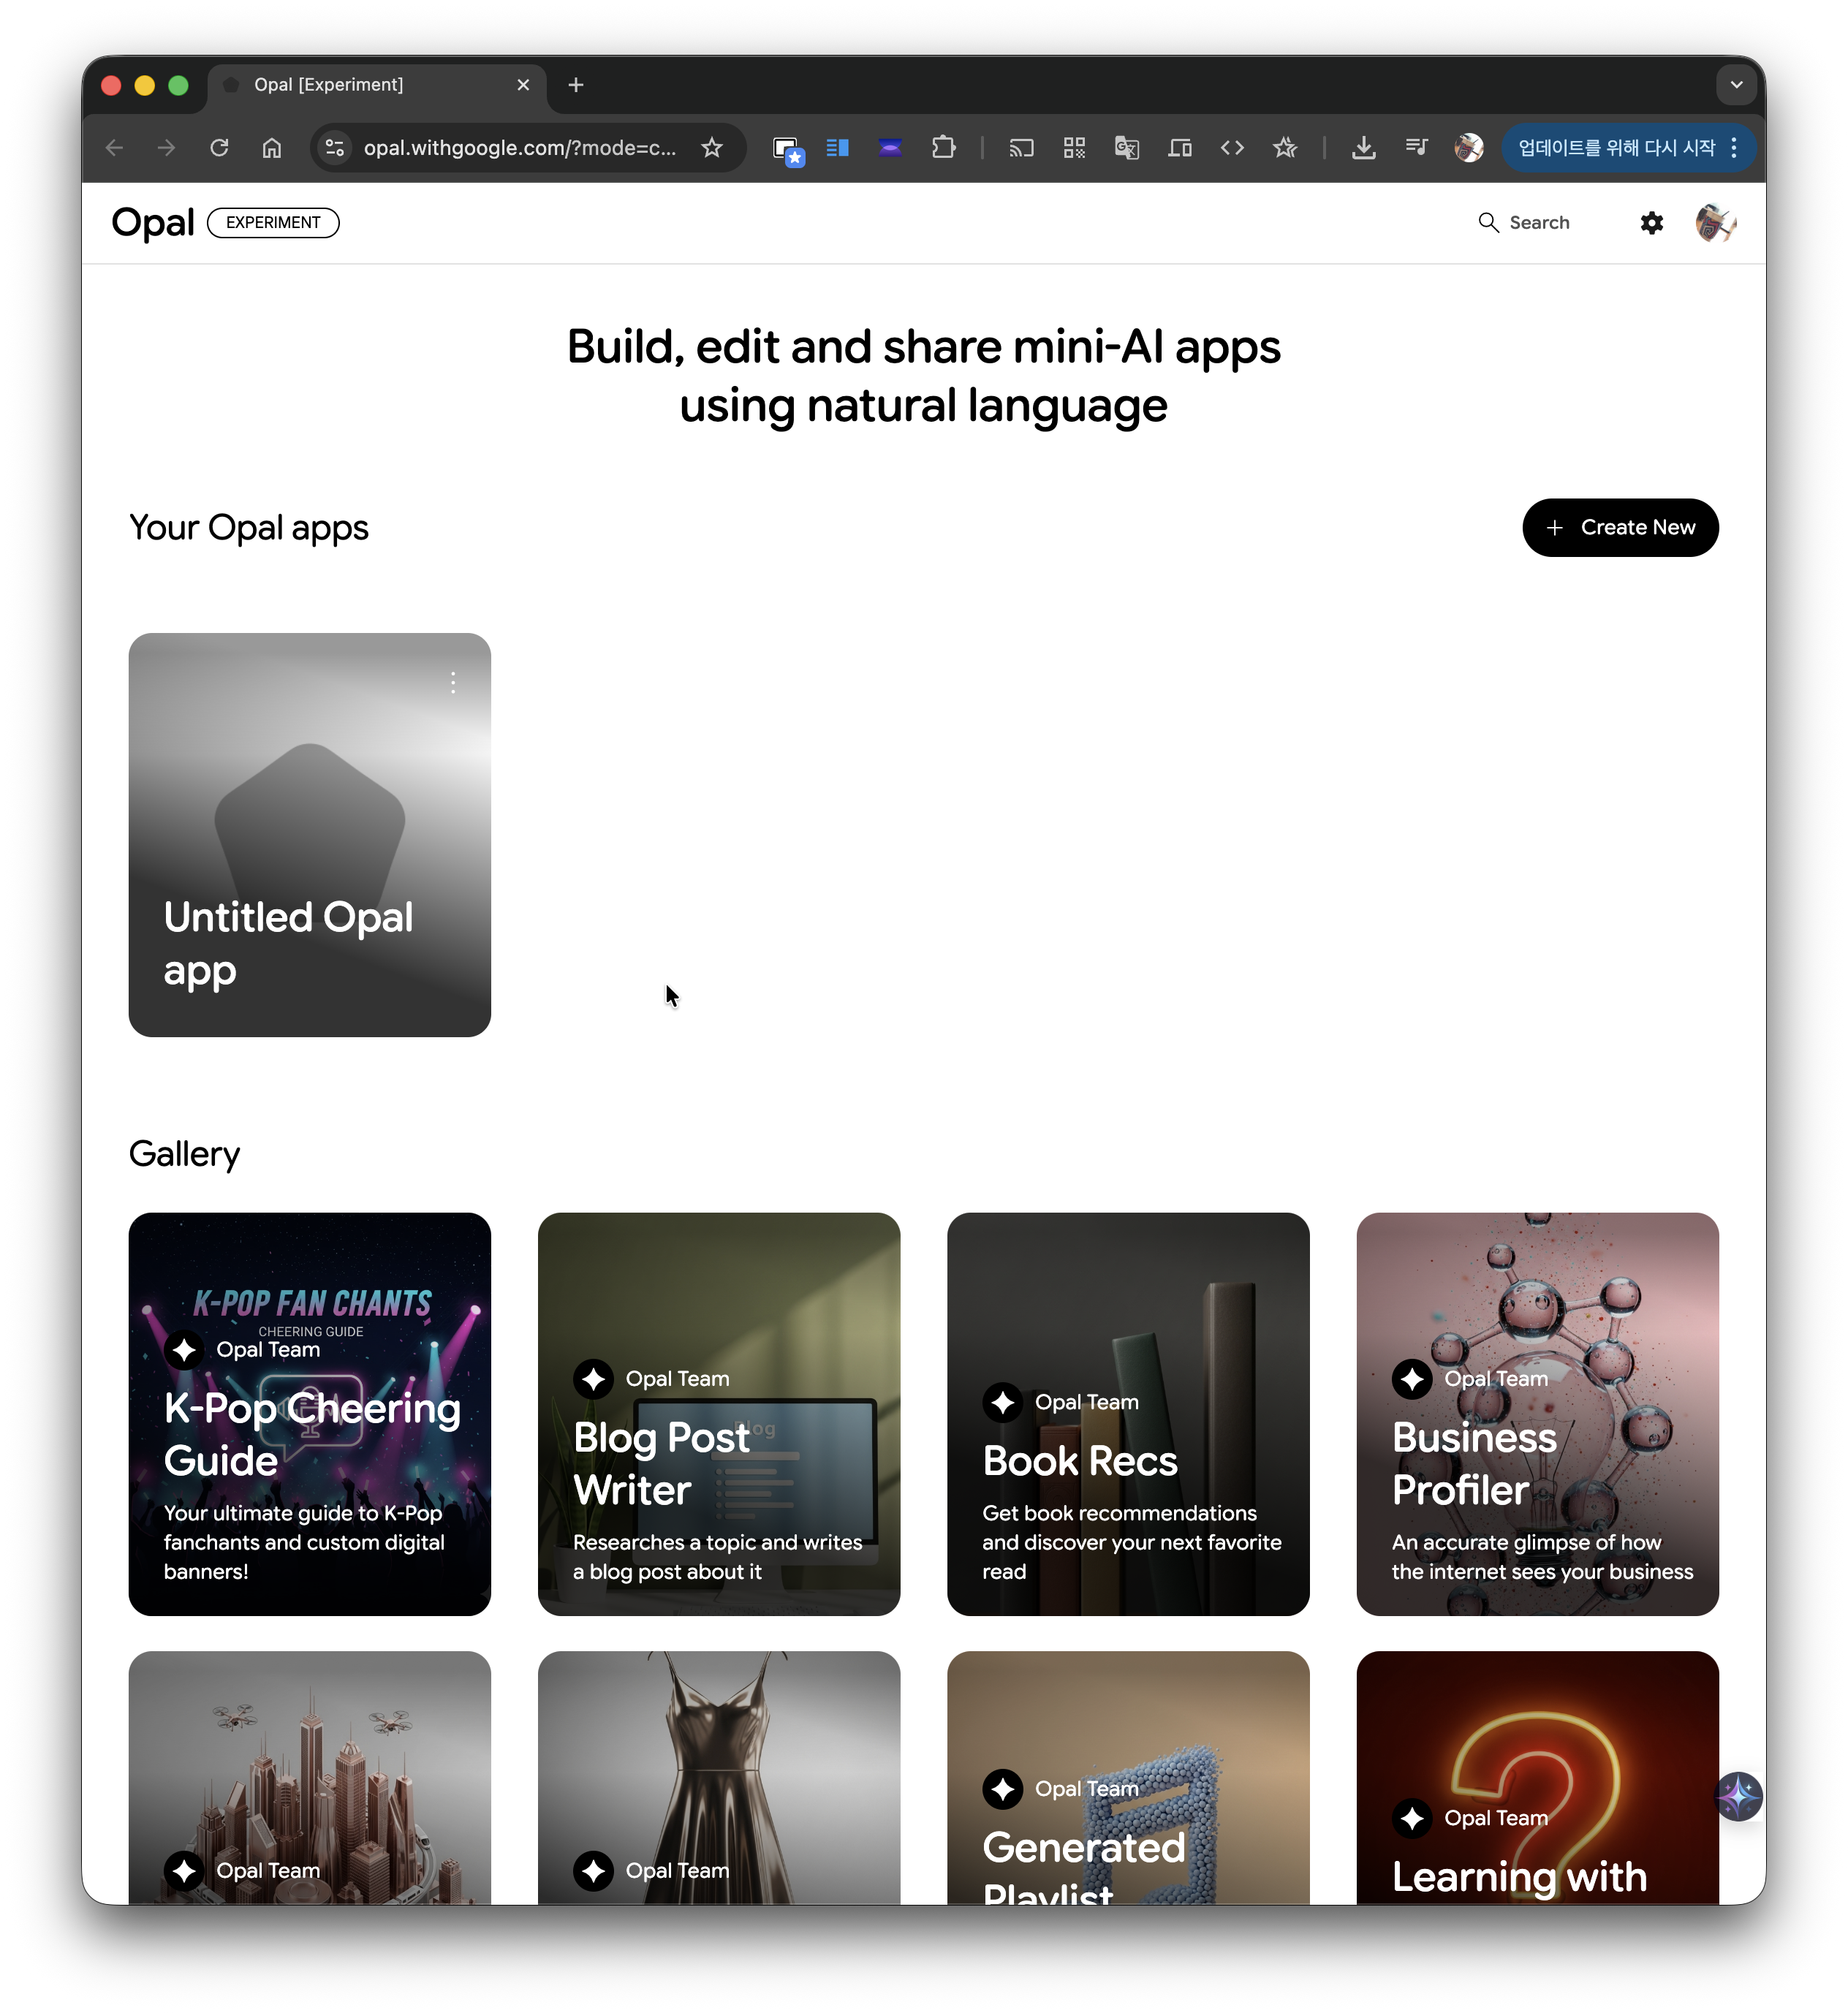 Opal [Experiment]
opal.withgoogle.com/?mode=c...
업데이트를 위해 다시 시작
Opal
EXPERIMENT
Search
Build, edit and share mini-AI apps
using natural language
Your Opal apps
Create New
Untitled Opal
app
Gallery
K-POP FAN CHANTS
CHEERING GUIDE
Opal Team
K-Pop Cheering
Guide
Your ultimate guide to K-Pop
fanchants and custom digital
banners!
Opal Team
Blog
Blog Post
Writer
Researches a topic and writes
a blog post about it
Opal Team
Book Recs
Get book recommendations
and discover your next favorite
read
Opal Team
Business
Profiler
An accurate glimpse of how
the internet sees your business
Opal Team
Opal Team
Opal Team
Generated
Playlist
Opal Team
Learning with